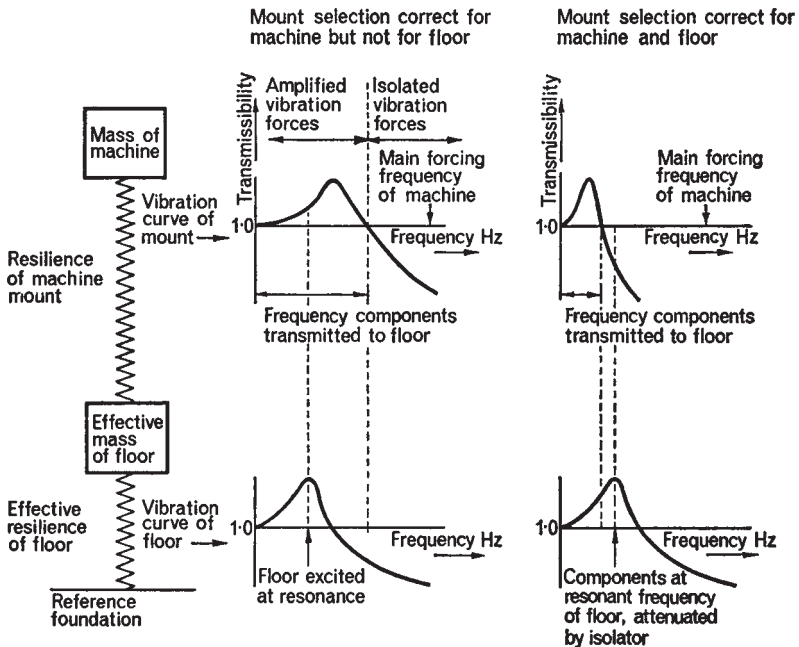 Mount selection correct for
machine but not for floor
Mount selection correct for
machine and floor
Mass of
machine
Vibration
curve of
mount
Resilience
of machine
mount
Effective
mass
of floor
Effective
resilience
of floor
Vibration
curve of
floor
Reference
foundation
Transmissibility
Amplified
vibration
forces
Isolated
vibration
forces
Main forcing
frequency
of machine
1·0
Frequency Hz
Frequency components
transmitted to floor
1·0
Frequency Hz
Floor excited
at resonance
Transmissibility
Main forcing
frequency
of machine
1·0
Frequency Hz
Frequency components
transmitted to floor
1·0
Frequency Hz
Components at
resonant frequency
of floor, attenuated
by isolator